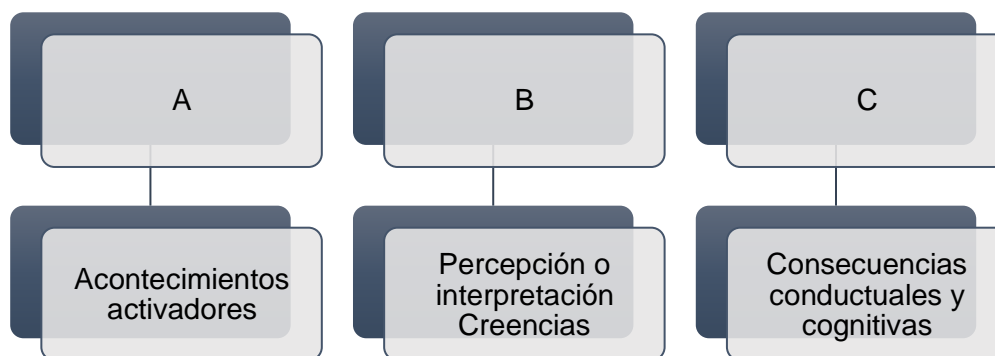 A
Acontecimientos
activadores
B
Percepción o
interpretación
Creencias
C
Consecuencias
conductuales y
cognitivas